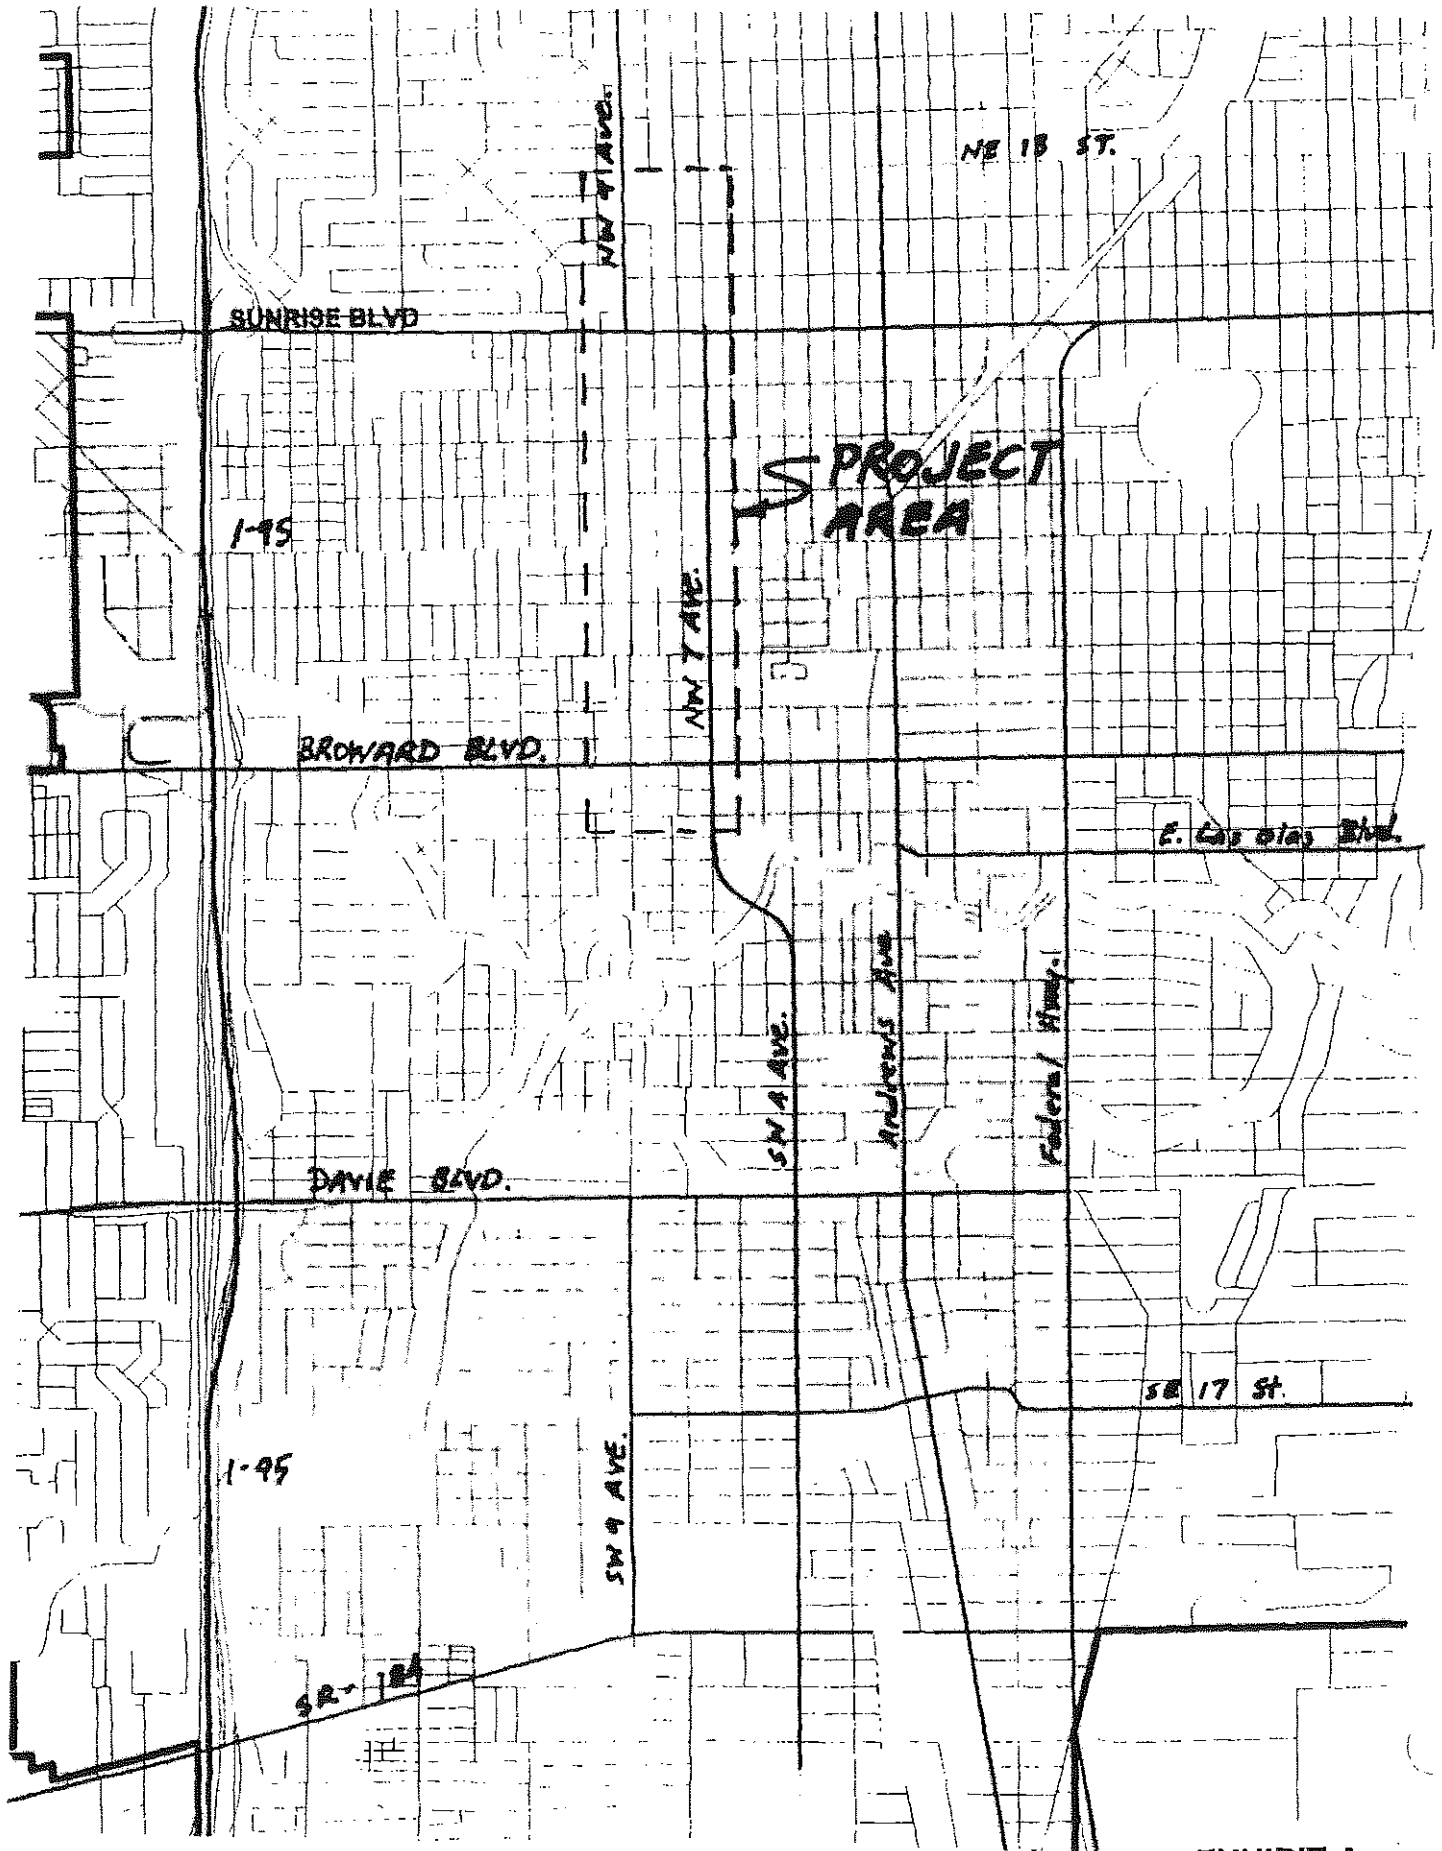 NW 9 AVE.
NE 13 ST.
SUNRISE BLVD
PROJECT
AREA
I-95
NW 7 AVE.
BROWARD BLVD.
E. Las Olas Blvd.
Andrews Ave
Federal Hwy.
SW 4 AVE.
DAVIE BLVD.
SE 17 St.
I-95
SW 9 AVE.
SR-184